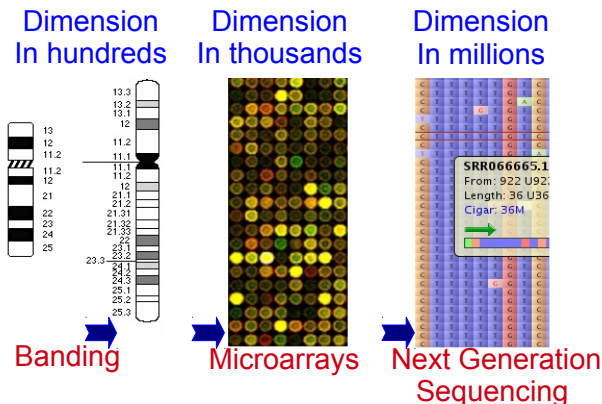 Dimension
In hundreds
Dimension
In thousands
Dimension
In millions
13
12
11.2
11.2
12
21
22
23
24
25
13.3
13.2
13.1
12
11.2
11.1
11.1
11.2
12
21.1
21.2
21.31
21.32
21.33
22
23.1
23.2
23.3
24.1
24.2
24.3
25.1
25.2
25.3
C T T T T T G T C
G
A
T
A
SRR066665.1
From: 922 U92
Length: 36 U36
Cigar: 36M
G
Banding
Microarrays
Next Generation
Sequencing